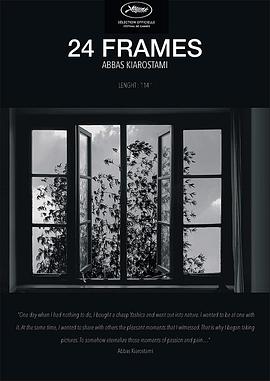 SÉLECTION OFFICIELLE
FESTIVAL DE CANNES
24 FRAMES
ABBAS KIAROSTAMI
LENGHT : 114'
"One day when I had nothing to do, I bought a cheap Yashica and went out into nature. I wanted to be at one with
it. At the same time, I wanted to share with others the pleasant moments that I witnessed. That is why I began taking
pictures. To somehow eternalize those moments of passion and pain...."
Abbas Kiarostami